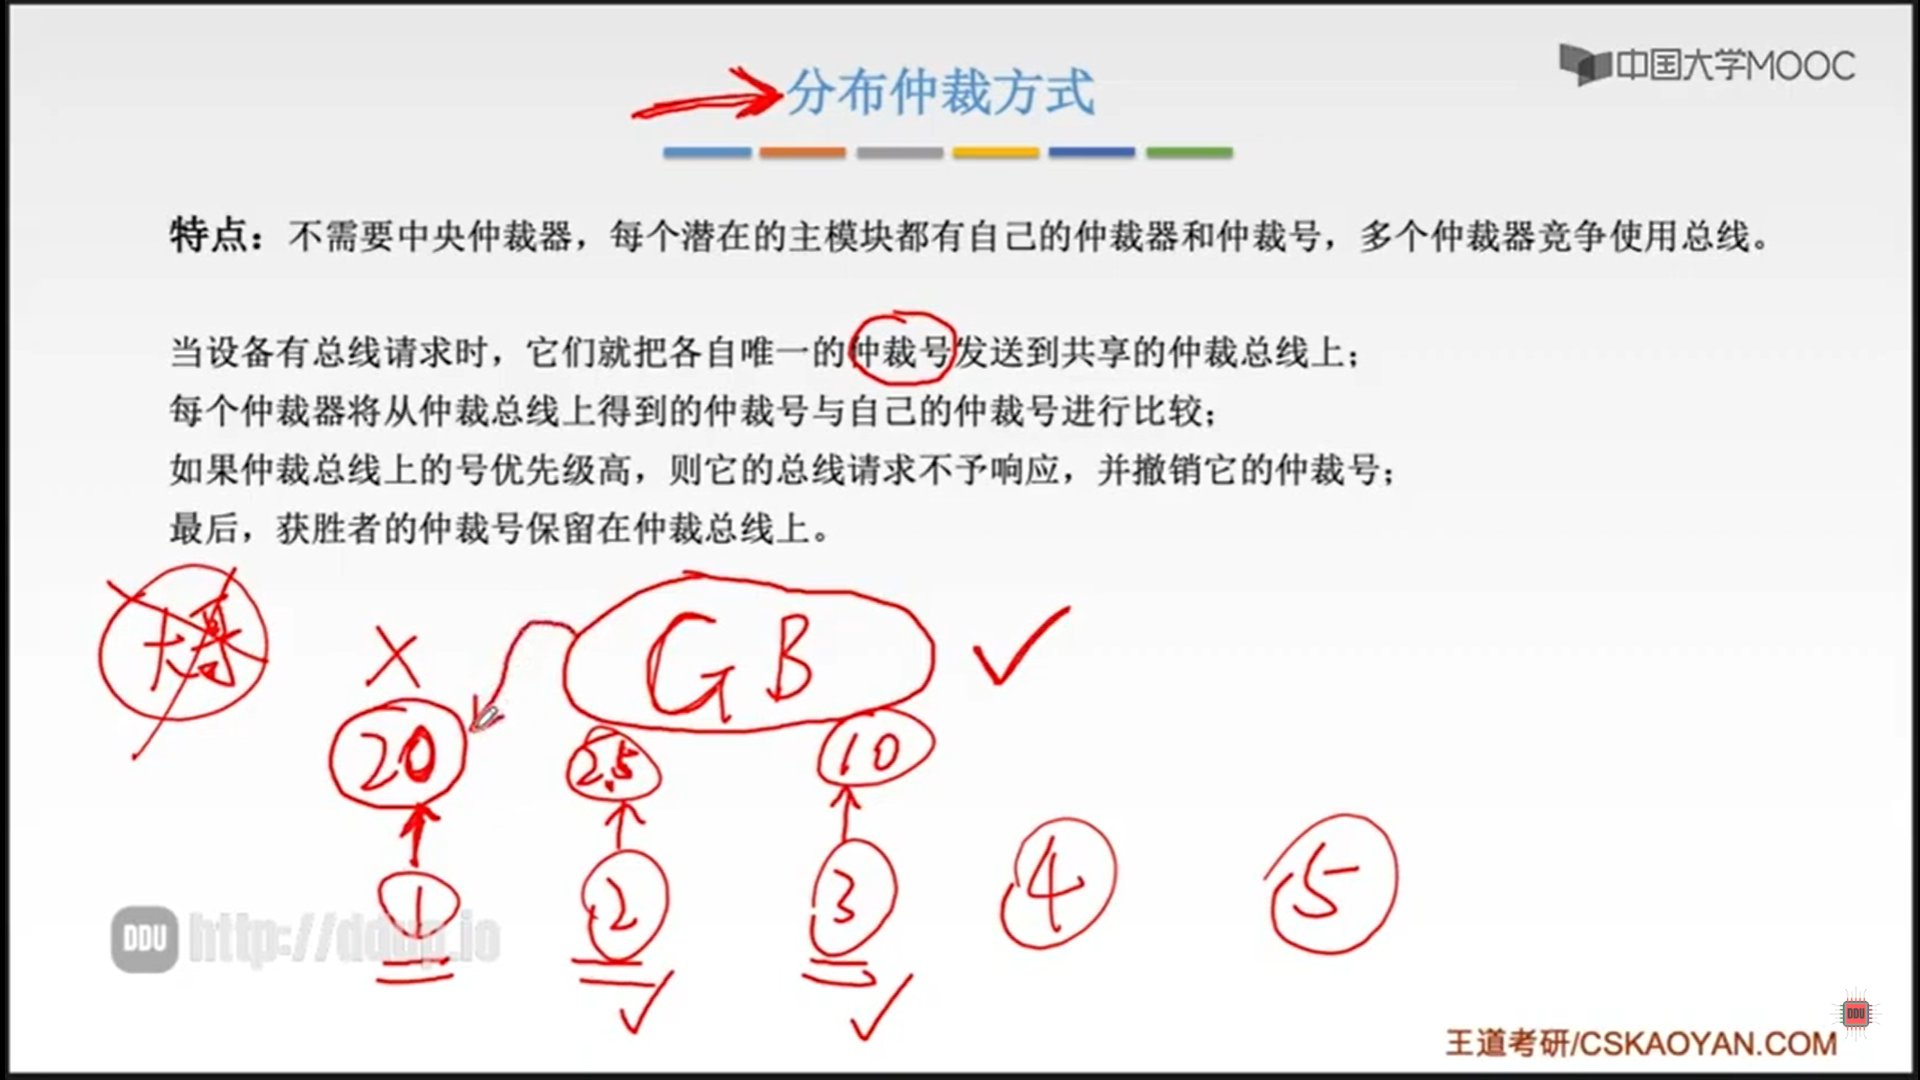 中国大学MOOC
分布仲裁方式
特点：不需要中央仲裁器，每个潜在的主模块都有自己的仲裁器和仲裁号，多个仲裁器竞争使用总线。
当设备有总线请求时，它们就把各自唯一的仲裁号发送到共享的仲裁总线上；
每个仲裁器将从仲裁总线上得到的仲裁号与自己的仲裁号进行比较；
如果仲裁总线上的号优先级高，则它的总线请求不予响应，并撤销它的仲裁号；
最后，获胜者的仲裁号保留在仲裁总线上。
GB
20 2.5 10
1 2 3 4 5
DDU http://ddup.io
DDU
王道考研/CSKAOYAN.COM